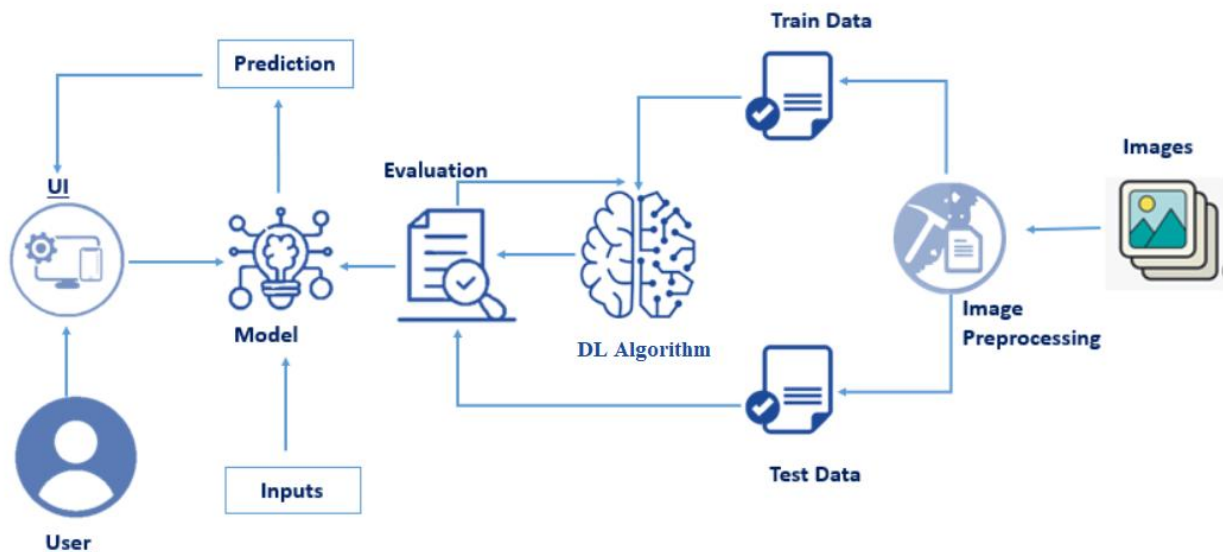 Train Data
Prediction
Images
Evaluation
UI
Image
Preprocessing
Model
DL Algorithm
Test Data
Inputs
User